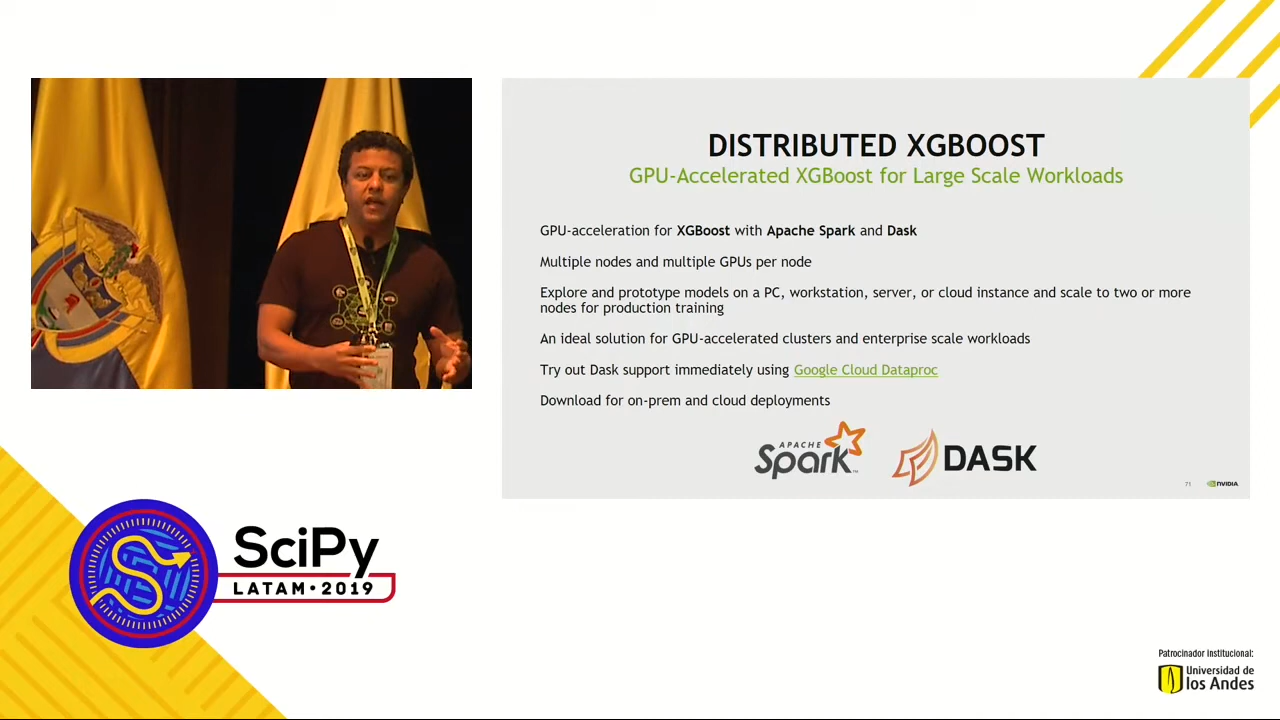 DISTRIBUTED XGBOOST
GPU-Accelerated XGBoost for Large Scale Workloads
GPU-acceleration for XGBoost with Apache Spark and Dask
Multiple nodes and multiple GPUs per node
Explore and prototype models on a PC, workstation, server, or cloud instance and scale to two or more
nodes for production training
An ideal solution for GPU-accelerated clusters and enterprise scale workloads
Try out Dask support immediately using Google Cloud Dataproc
Download for on-prem and cloud deployments
APACHE
Spark™
DASK
71
NVIDIA
SciPy
LATAM•2019
Patrocinador institucional:
Universidad de
los Andes